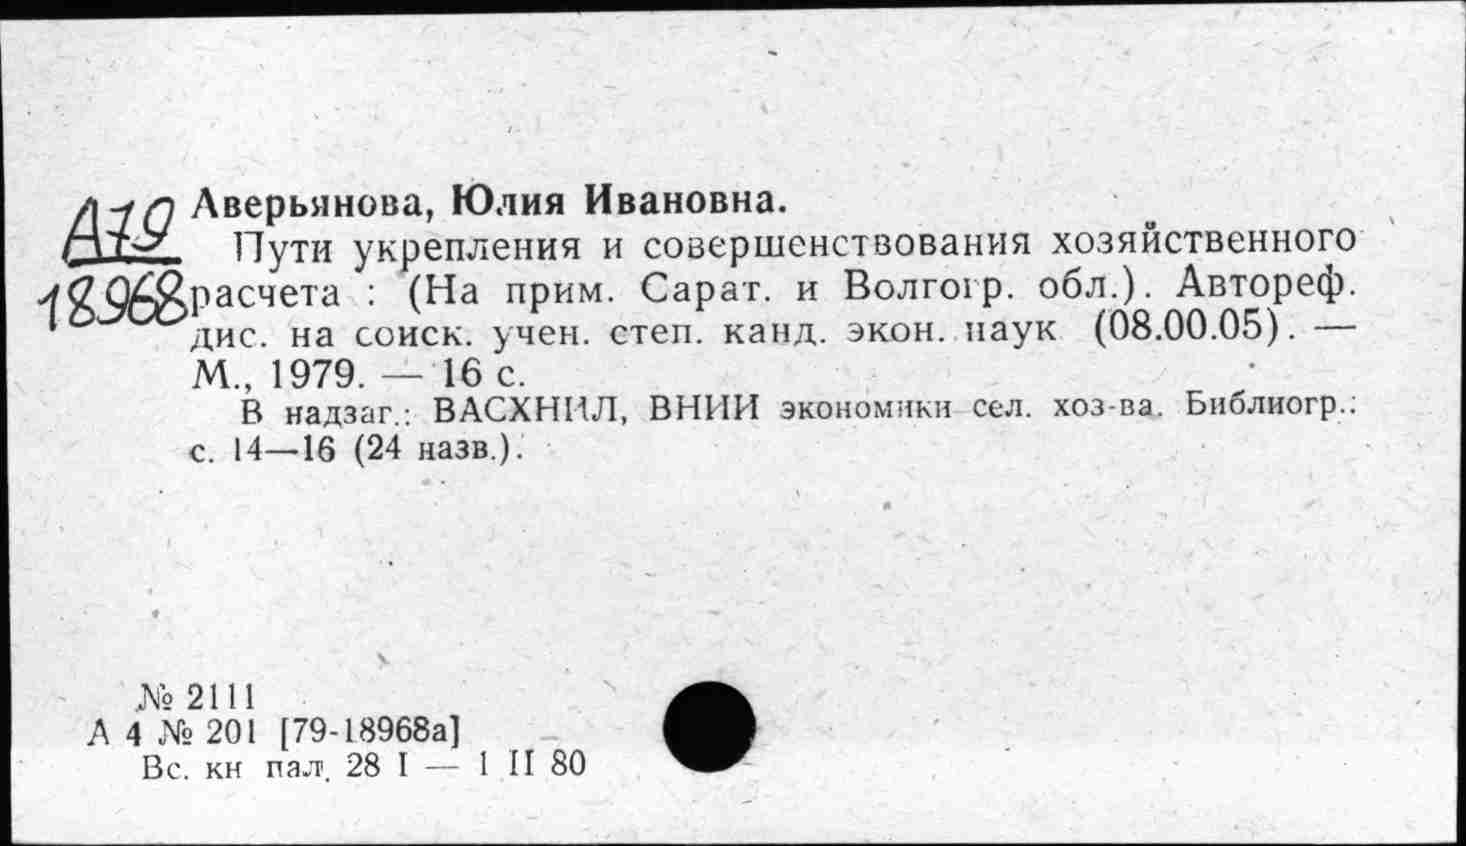 А79 Аверьянова, Юлия Ивановна.
Пути укрепления и совершенствования хозяйственного
18968 расчета : (На прим. Сарат. и Волгогр. обл.). Автореф.
дис. на соиск. учен. степ. канд. экон. наук (08.00.05). —
М., 1979. — 16 с.
В надзаг.: ВАСХНИЛ, ВНИИ экономики сел. хоз-ва. Библиогр.:
с. 14—16 (24 назв.).
№ 2111
А 4 № 201 [79-18968а]
Вс. кн пал. 28 I — 1 II 80